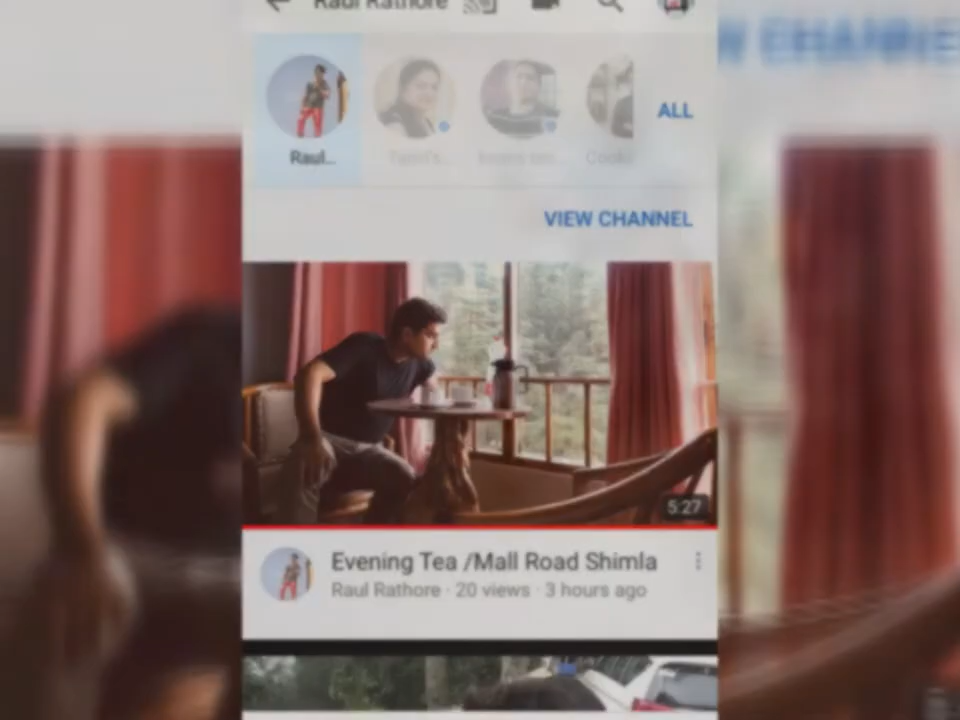 Raul Rathore
Raul..
ALL
VIEW CHANNEL
5:27
Evening Tea /Mall Road Shimla
Raul Rathore · 20 views · 3 hours ago